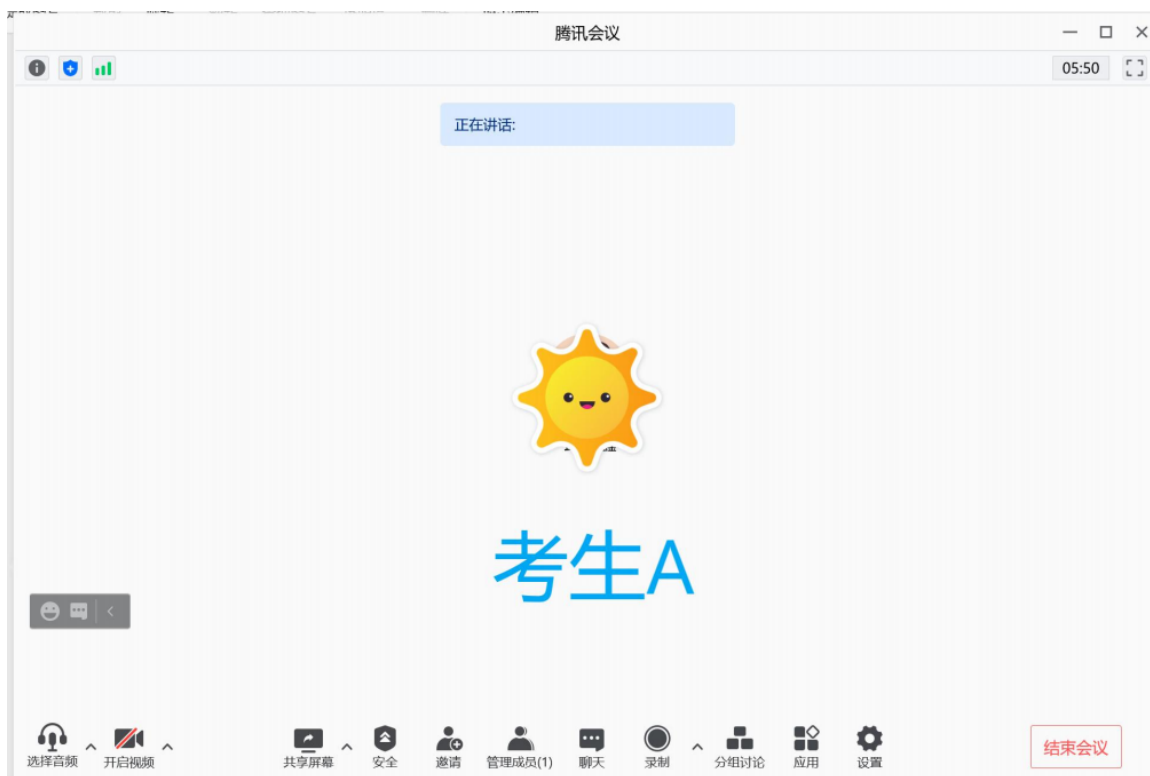 腾讯会议
05:50
正在讲话:
考生A
选择音频
开启视频
共享屏幕
安全
邀请
管理成员(1)
聊天
录制
分组讨论
应用
设置
结束会议